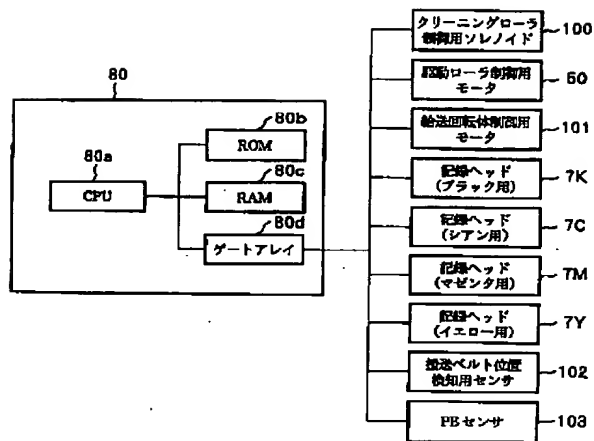 80
80a
CPU
80b
ROM
80c
RAM
80d
ゲートアレイ
クリーニングローラ
制御用ソレノイド
100
駆動ローラ制御用
モータ
50
給送回転体制御用
モータ
101
記録ヘッド
(ブラック用)
7K
記録ヘッド
(シアン用)
7C
記録ヘッド
(マゼンタ用)
7M
記録ヘッド
(イエロー用)
7Y
搬送ベルト位置
検知用センサ
102
PEセンサ
103